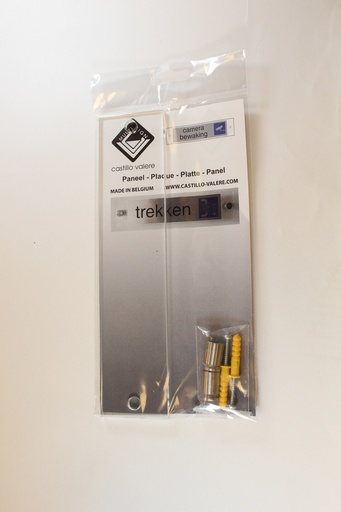 castillo valere
camera
bewaking
Paneel - Plaque - Platte - Panel
MADE IN BELGIUM WWW.CASTILLO-VALERE.COM
trekken